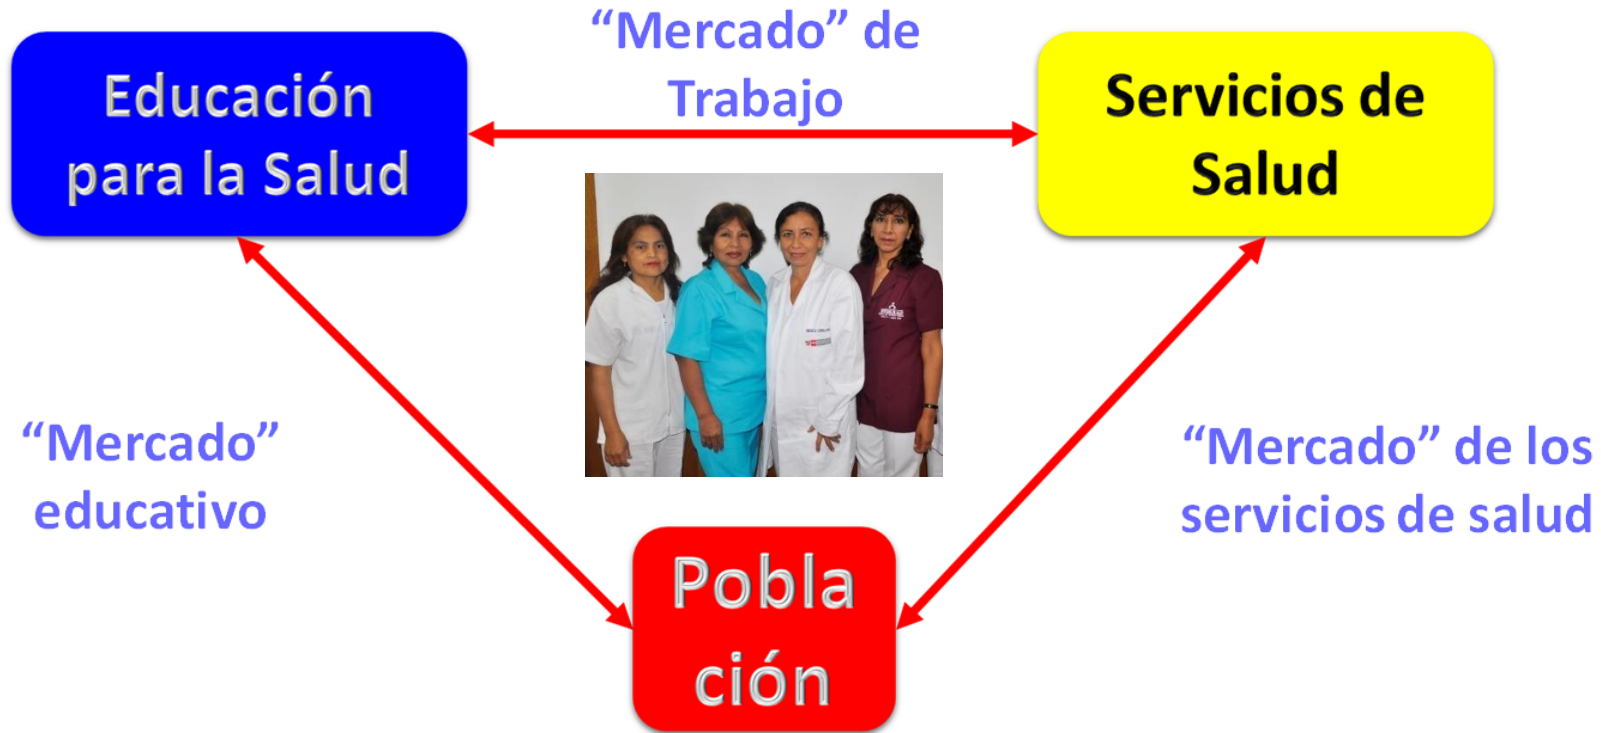 “Mercado” de
Trabajo
Educación
para la Salud
Servicios de
Salud
“Mercado”
educativo
“Mercado” de los
servicios de salud
Pobla
ción